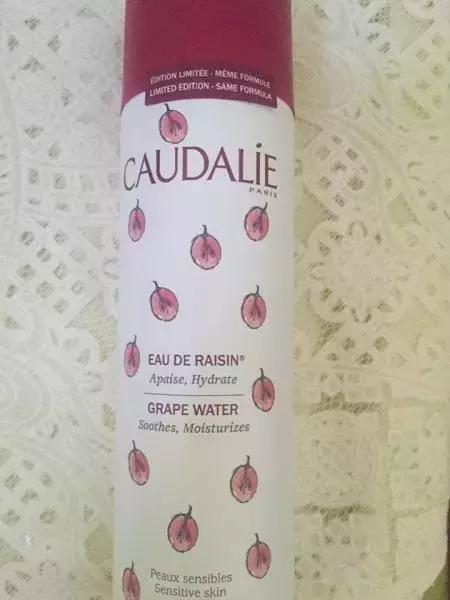 ÉDITION LIMITÉE - MÊME FORMULE
LIMITED EDITION - SAME FORMULA
CAUDALIE
PARIS
EAU DE RAISIN®
Apaise, Hydrate
GRAPE WATER
Soothes, Moisturizes
Peaux sensibles
Sensitive skin